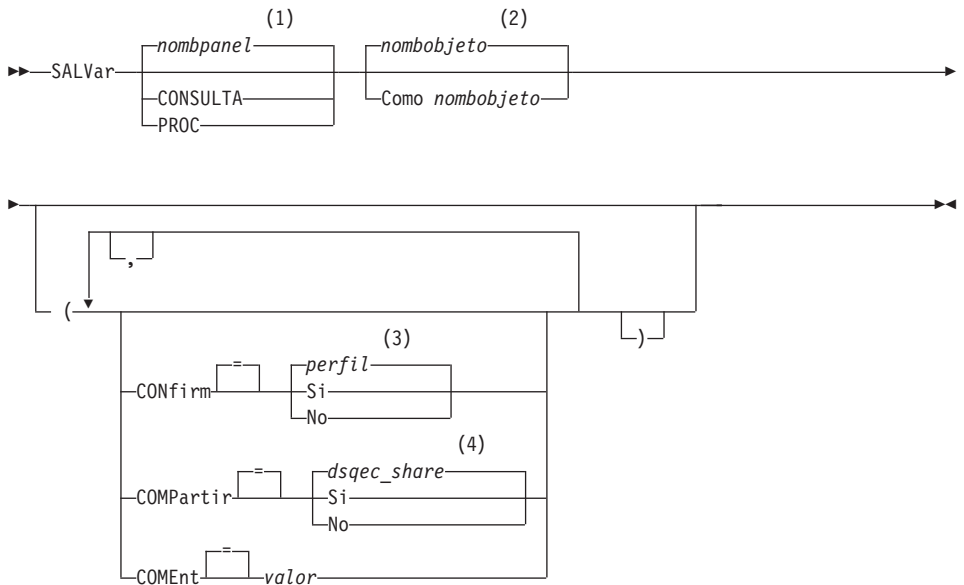 (1) (2)
nombpanel nombobjeto
SALVar
CONSULTA Como nombobjeto
PROC
,
( )
(3)
= perfil
CONfirm Si
No
(4)
= dsqec_share
COMPartir Si
No
=
COMEnt valor